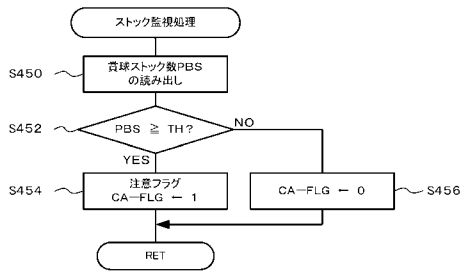 ストック監視処理
S450
賞球ストック数PBS
の読み出し
S452
PBS ≧ TH?
NO
YES
S454
注意フラグ
CA−FLG ← 1
CA−FLG ← 0
S456
RET